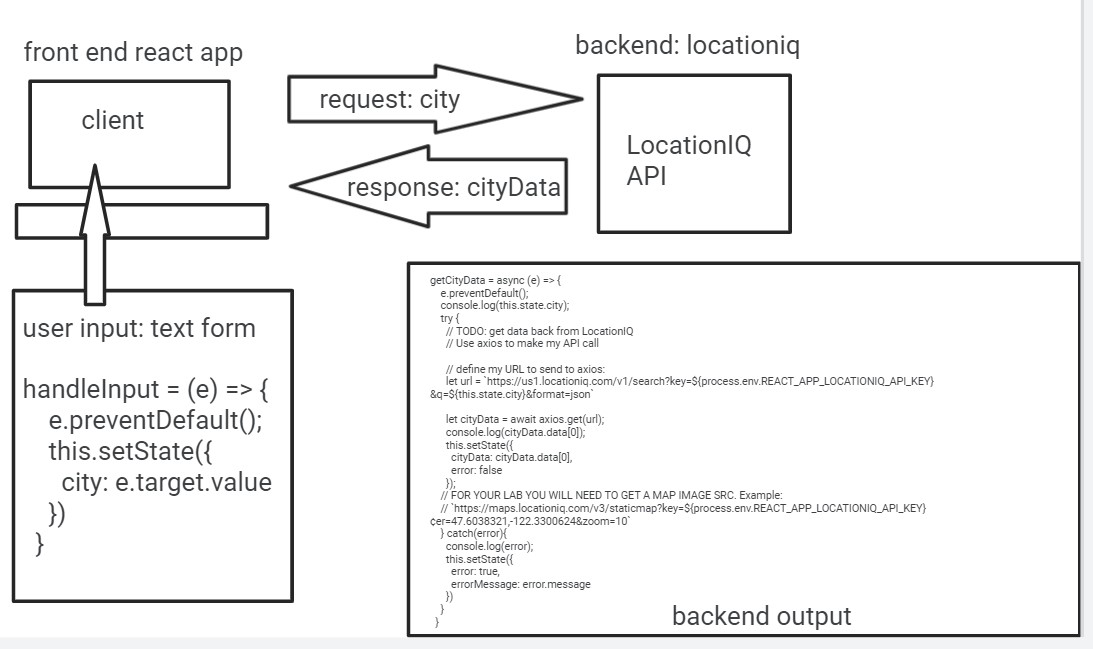 front end react app
client
request: city
response: cityData
backend: locationiq
LocationIQ
API
user input: text form
handleInput = (e) => {
e.preventDefault();
this.setState({
city: e.target.value
})
}
getCityData = async (e) => {
e.preventDefault();
console.log(this.state.city);
try {
// TODO: get data back from LocationIQ
// Use axios to make my API call
// define my URL to send to axios:
let url = `https://us1.locationiq.com/v1/search?key=${process.env.REACT_APP_LOCATIONIQ_API_KEY}
&q=${this.state.city}&format=json`
let cityData = await axios.get(url);
console.log(cityData.data[0]);
this.setState({
cityData: cityData.data[0],
error: false
});
// FOR YOUR LAB YOU WILL NEED TO GET A MAP IMAGE SRC. Example:
// `https://maps.locationiq.com/v3/staticmap?key=${process.env.REACT_APP_LOCATIONIQ_API_KEY}
¢er=47.6038321,-122.3300624&zoom=10`
} catch(error){
console.log(error);
this.setState({
error: true,
errorMessage: error.message
})
}
}
backend output